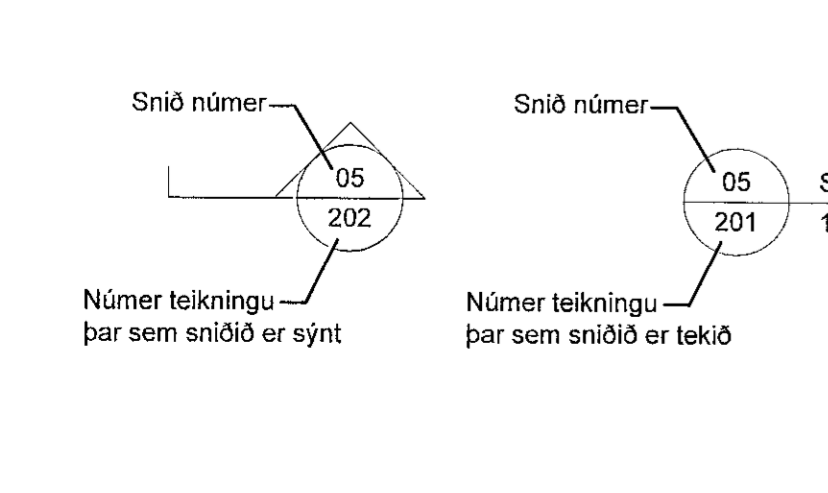 Snið númer
05
202
Númer teikningu
þar sem sniðið er sýnt
Snið númer
05
201
Númer teikningu
þar sem sniðið er tekið